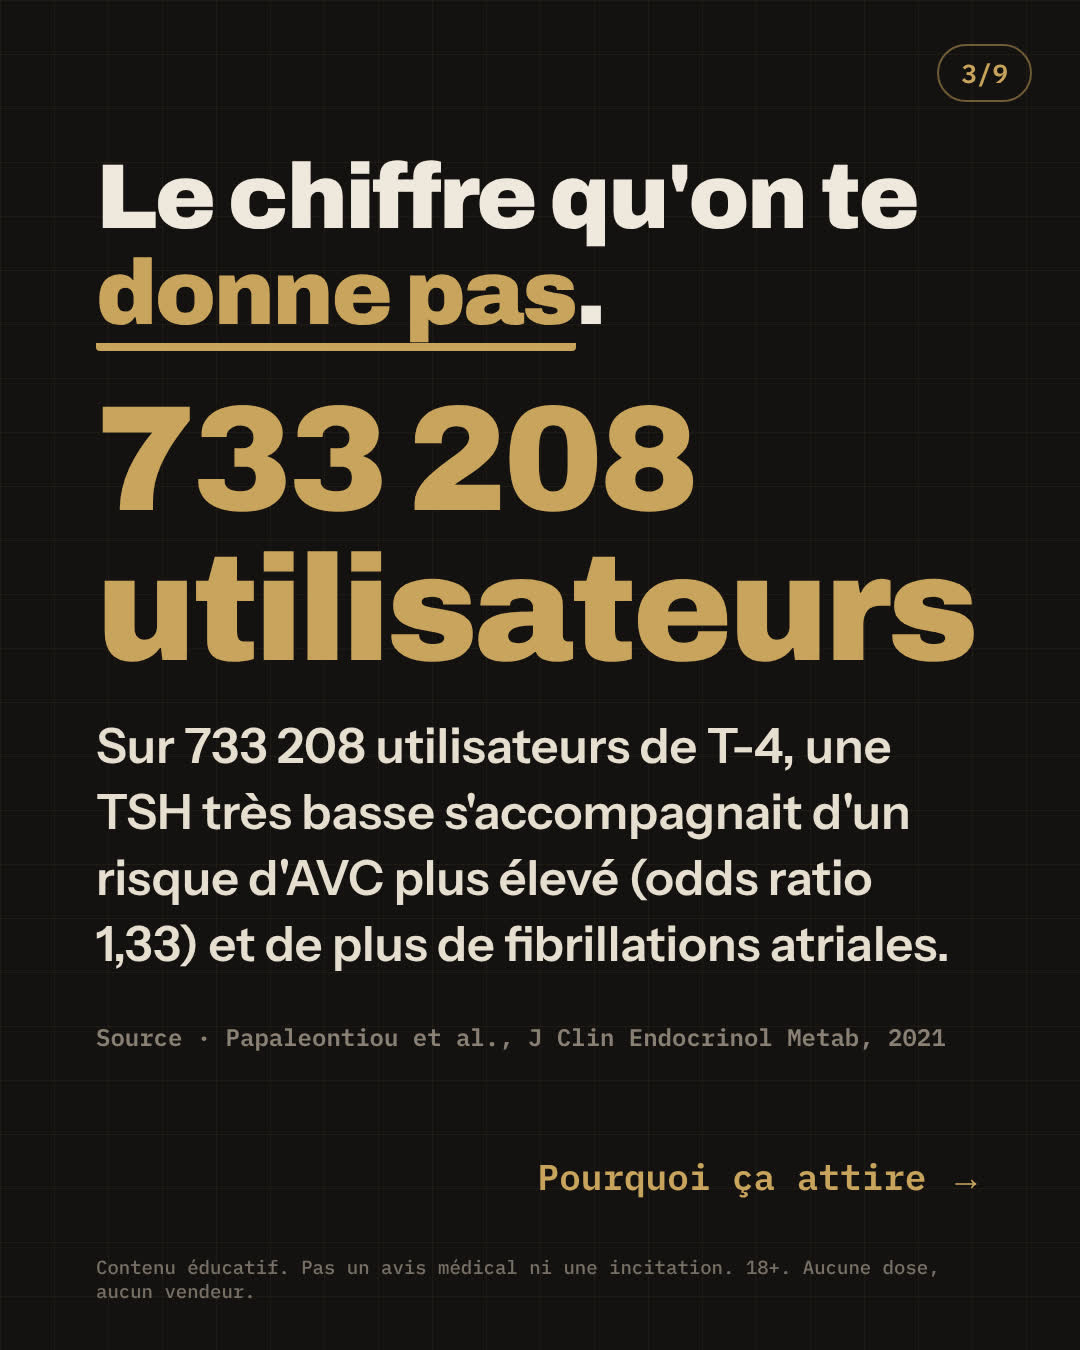 3/9
Le chiffre qu'on te
donne pas.
733 208
utilisateurs
Sur 733 208 utilisateurs de T-4, une
TSH très basse s'accompagnait d'un
risque d'AVC plus élevé (odds ratio
1,33) et de plus de fibrillations atriales.
Source · Papaleontiou et al., J Clin Endocrinol Metab, 2021
Pourquoi ça attire →
Contenu éducatif. Pas un avis médical ni une incitation. 18+. Aucune dose,
aucun vendeur.